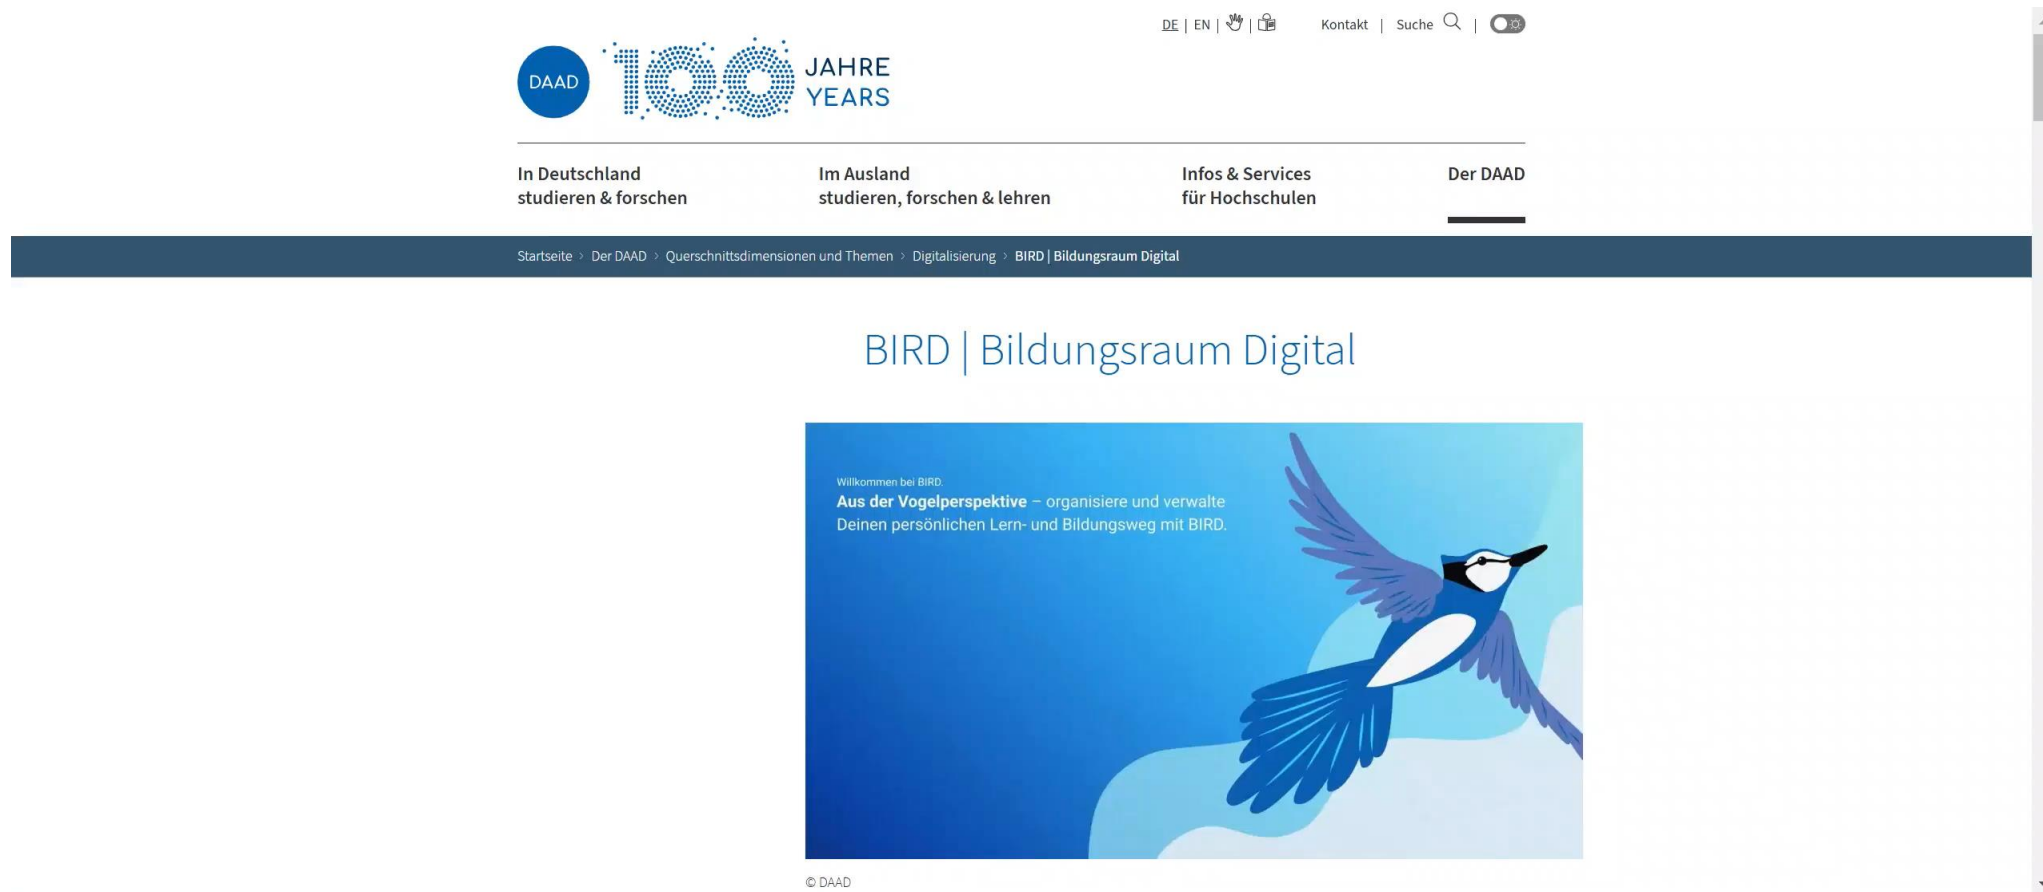 DE | EN | | Kontakt | Suche |
DAAD 100 JAHRE YEARS
In Deutschland
studieren & forschen
Im Ausland
studieren, forschen & lehren
Infos & Services
für Hochschulen
Der DAAD
Startseite › Der DAAD › Querschnittsdimensionen und Themen › Digitalisierung › BIRD | Bildungsraum Digital
BIRD | Bildungsraum Digital
Willkommen bei BIRD.
Aus der Vogelperspektive – organisiere und verwalte
Deinen persönlichen Lern- und Bildungsweg mit BIRD.
© DAAD